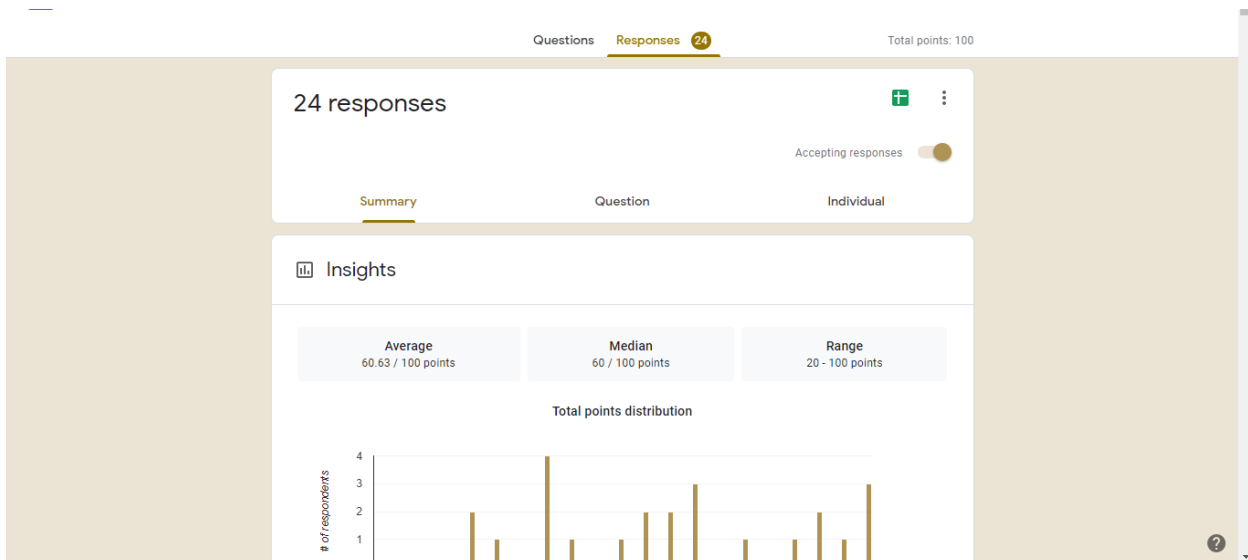 Questions Responses 24 Total points: 100
24 responses
Accepting responses
Summary Question Individual
Insights
Average Median Range
60.63 / 100 points 60 / 100 points 20 - 100 points
Total points distribution
4
3
2
1
# of respondents